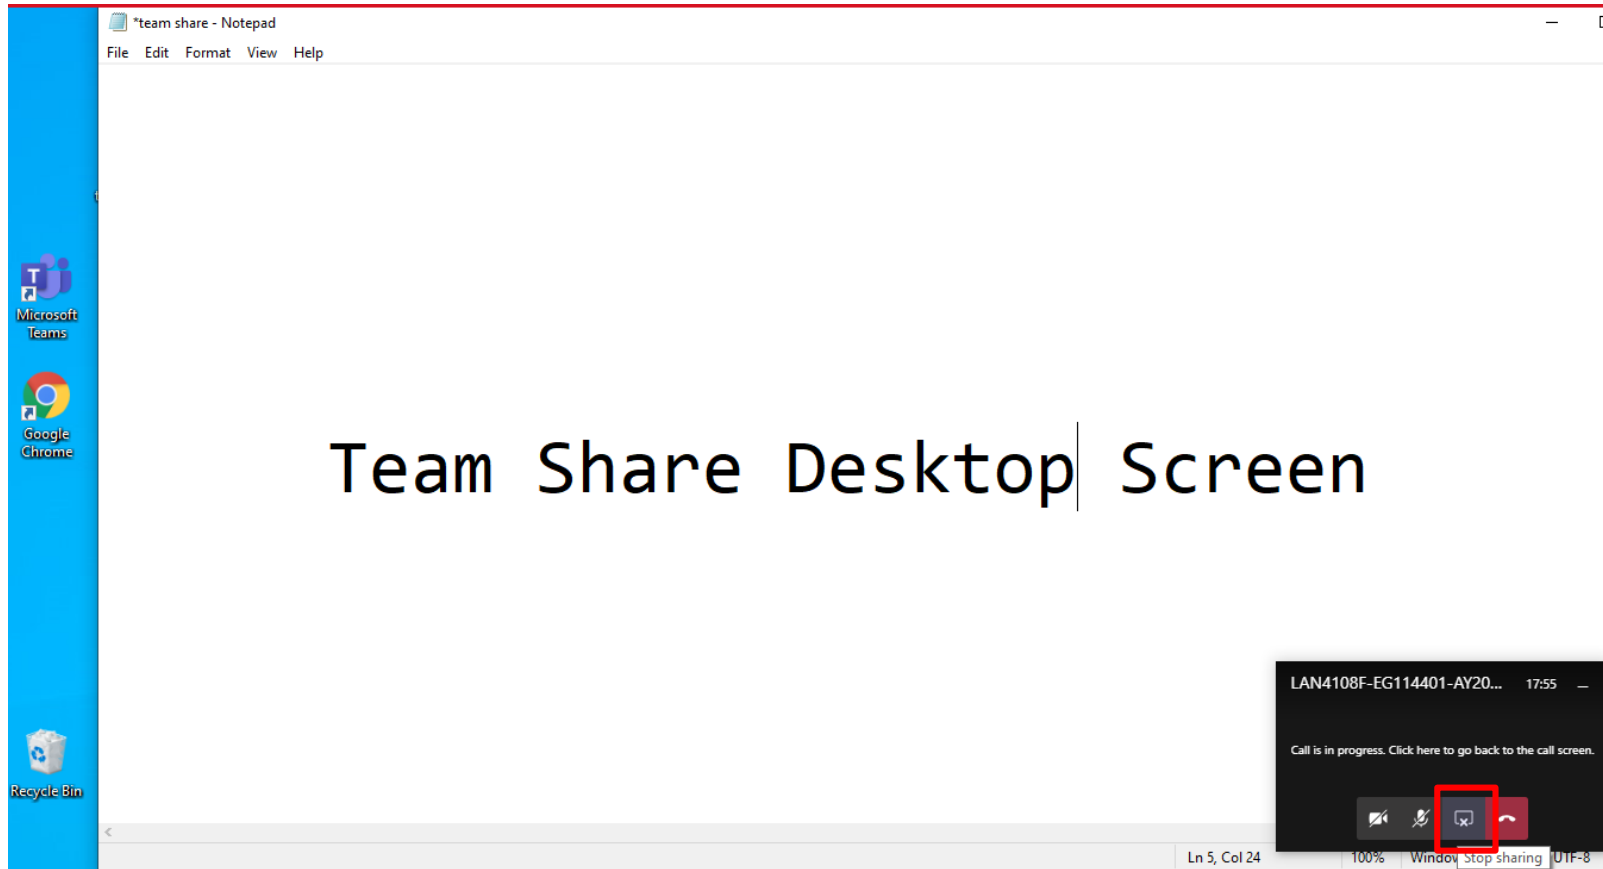 *team share - Notepad
File Edit Format View Help
Microsoft
Teams
Google
Chrome
Team Share Desktop Screen
LAN4108F-EG114401-AY20... 17:55
Call is in progress. Click here to go back to the call screen.
Recycle Bin
Ln 5, Col 24 100% Window Stop sharing UTF-8